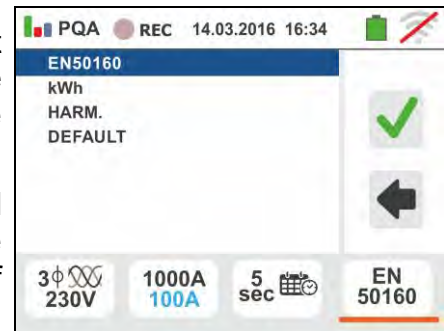 PQA REC 14.03.2016 16:34
EN50160
kWh
HARM.
DEFAULT
3ϕ 1000A 5 EN
230V 100A sec 50160